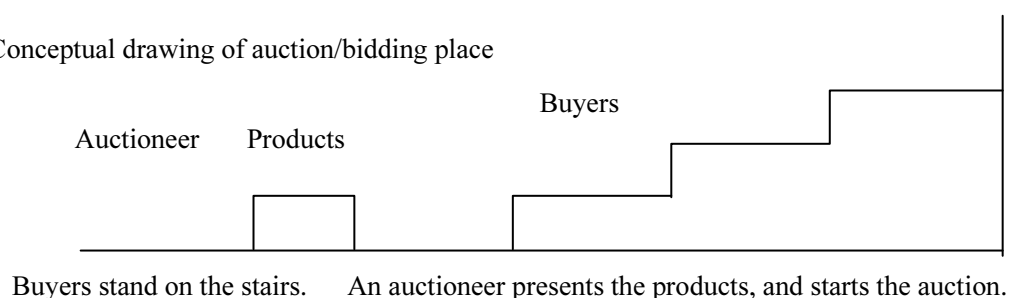 Conceptual drawing of auction/bidding place
Buyers
Auctioneer Products
Buyers stand on the stairs. An auctioneer presents the products, and starts the auction.